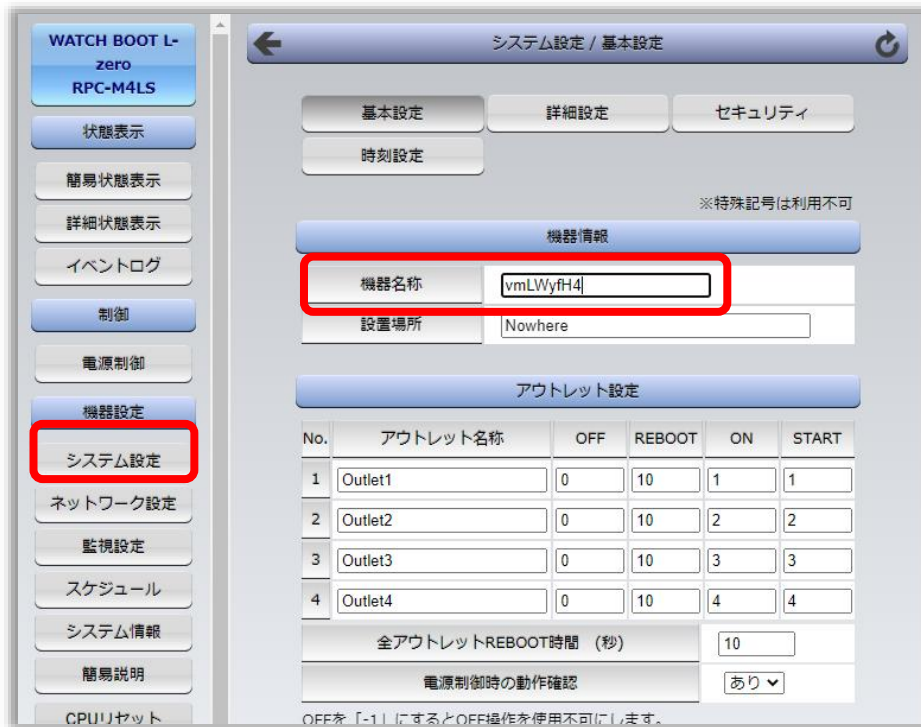 WATCH BOOT L-
zero
RPC-M4LS
状態表示
簡易状態表示
詳細状態表示
イベントログ
制御
電源制御
機器設定
システム設定
ネットワーク設定
監視設定
スケジュール
システム情報
簡易説明
CPUリセット
システム設定 / 基本設定
基本設定 詳細設定 セキュリティ
時刻設定
※特殊記号は利用不可
機器情報
機器名称 vmLWyfH4
設置場所 Nowhere
アウトレット設定
No. アウトレット名称 OFF REBOOT ON START
1 Outlet1 0 10 1 1
2 Outlet2 0 10 2 2
3 Outlet3 0 10 3 3
4 Outlet4 0 10 4 4
全アウトレットREBOOT時間 (秒) 10
電源制御時の動作確認 あり
OFFを「-1」にするとOFF操作を使用不可にします。